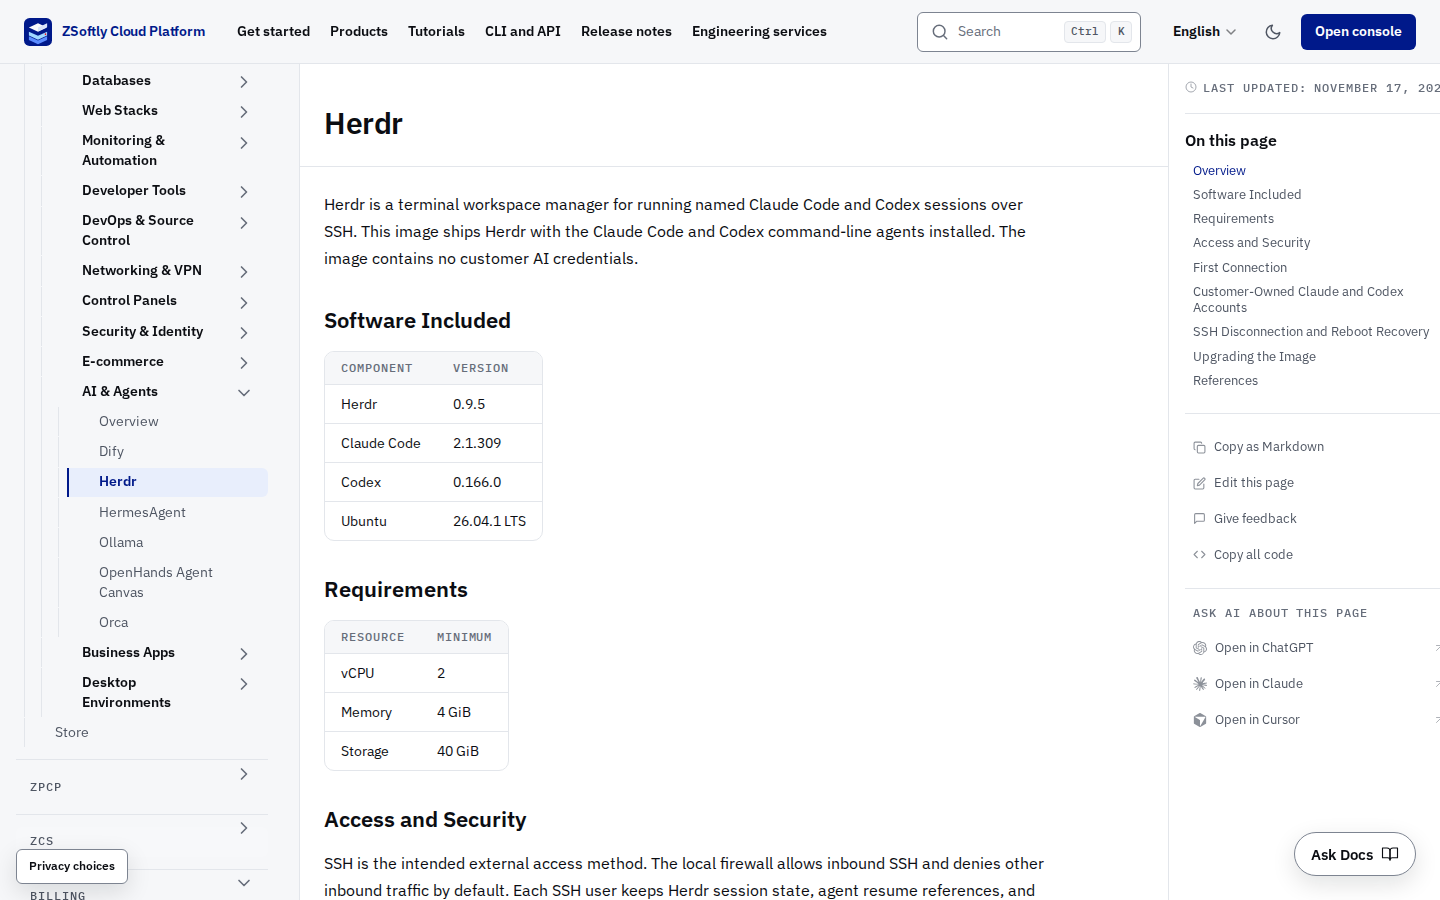 ZSoftly Cloud Platform
Get started
Products
Tutorials
CLI and API
Release notes
Engineering services
Search
Ctrl
K
English
Open console
Databases
Web Stacks
Monitoring &
Automation
Developer Tools
DevOps & Source
Control
Networking & VPN
Control Panels
Security & Identity
E-commerce
AI & Agents
Overview
Dify
Herdr
HermesAgent
Ollama
OpenHands Agent
Canvas
Orca
Business Apps
Desktop
Environments
Store
ZPCP
ZCS
Privacy choices
BILLING
Herdr
Herdr is a terminal workspace manager for running named Claude Code and Codex sessions over
SSH. This image ships Herdr with the Claude Code and Codex command-line agents installed. The
image contains no customer AI credentials.
Software Included
COMPONENT VERSION
Herdr 0.9.5
Claude Code 2.1.309
Codex 0.166.0
Ubuntu 26.04.1 LTS
Requirements
RESOURCE MINIMUM
vCPU 2
Memory 4 GiB
Storage 40 GiB
Access and Security
SSH is the intended external access method. The local firewall allows inbound SSH and denies other
inbound traffic by default. Each SSH user keeps Herdr session state, agent resume references, and
LAST UPDATED: NOVEMBER 17, 202
On this page
Overview
Software Included
Requirements
Access and Security
First Connection
Customer-Owned Claude and Codex
Accounts
SSH Disconnection and Reboot Recovery
Upgrading the Image
References
Copy as Markdown
Edit this page
Give feedback
Copy all code
ASK AI ABOUT THIS PAGE
Open in ChatGPT
Open in Claude
Open in Cursor
Ask Docs